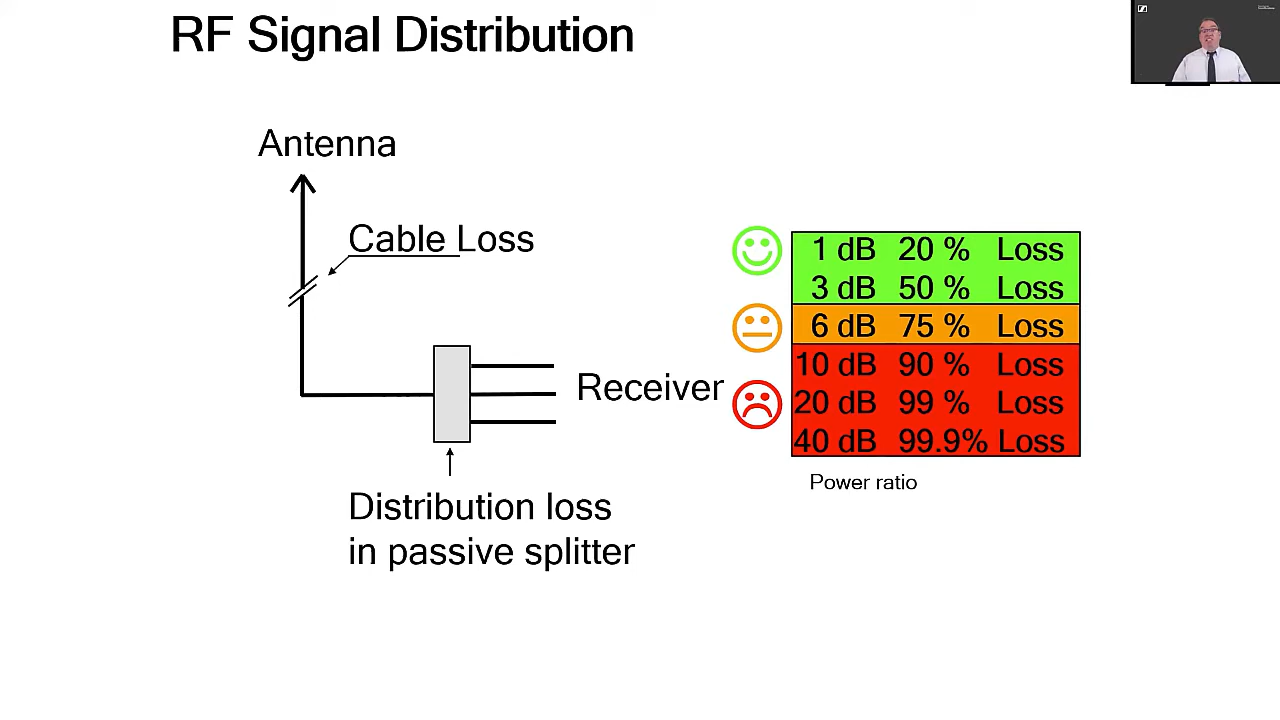 RF Signal Distribution
Antenna
Cable Loss
Receiver
Distribution loss
in passive splitter
1 dB 20 % Loss
3 dB 50 % Loss
6 dB 75 % Loss
10 dB 90 % Loss
20 dB 99 % Loss
40 dB 99.9% Loss
Power ratio